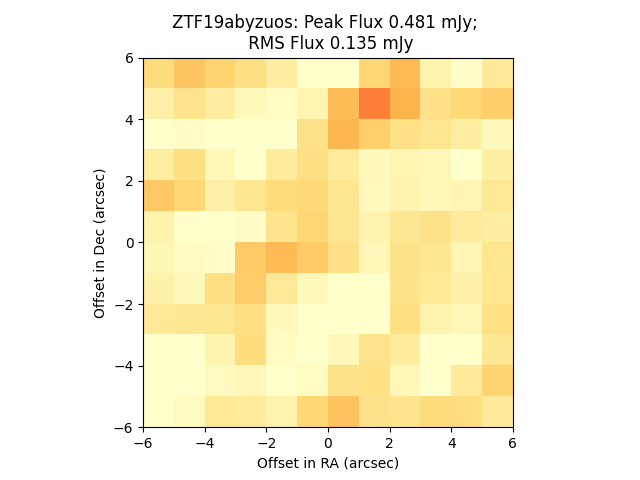 ZTF19abyzuos: Peak Flux 0.481 mJy;
RMS Flux 0.135 mJy
6
4
2
0
−2
−4
−6
Offset in Dec (arcsec)
−6 −4 −2 0 2 4 6
Offset in RA (arcsec)